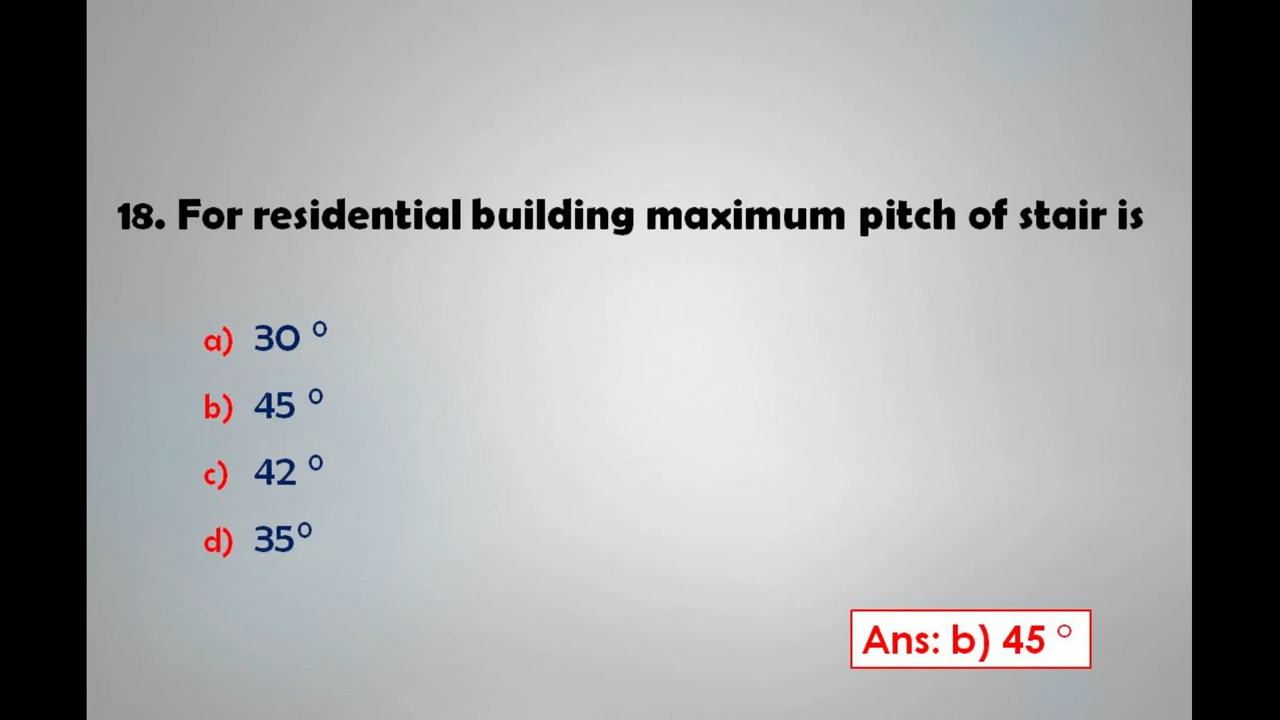 18. For residential building maximum pitch of stair is
a) 30 °
b) 45 °
c) 42 °
d) 35°
Ans: b) 45 °